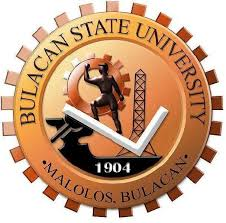 BULACAN STATE UNIVERSITY
1904
• MALOLOS, BULACAN •